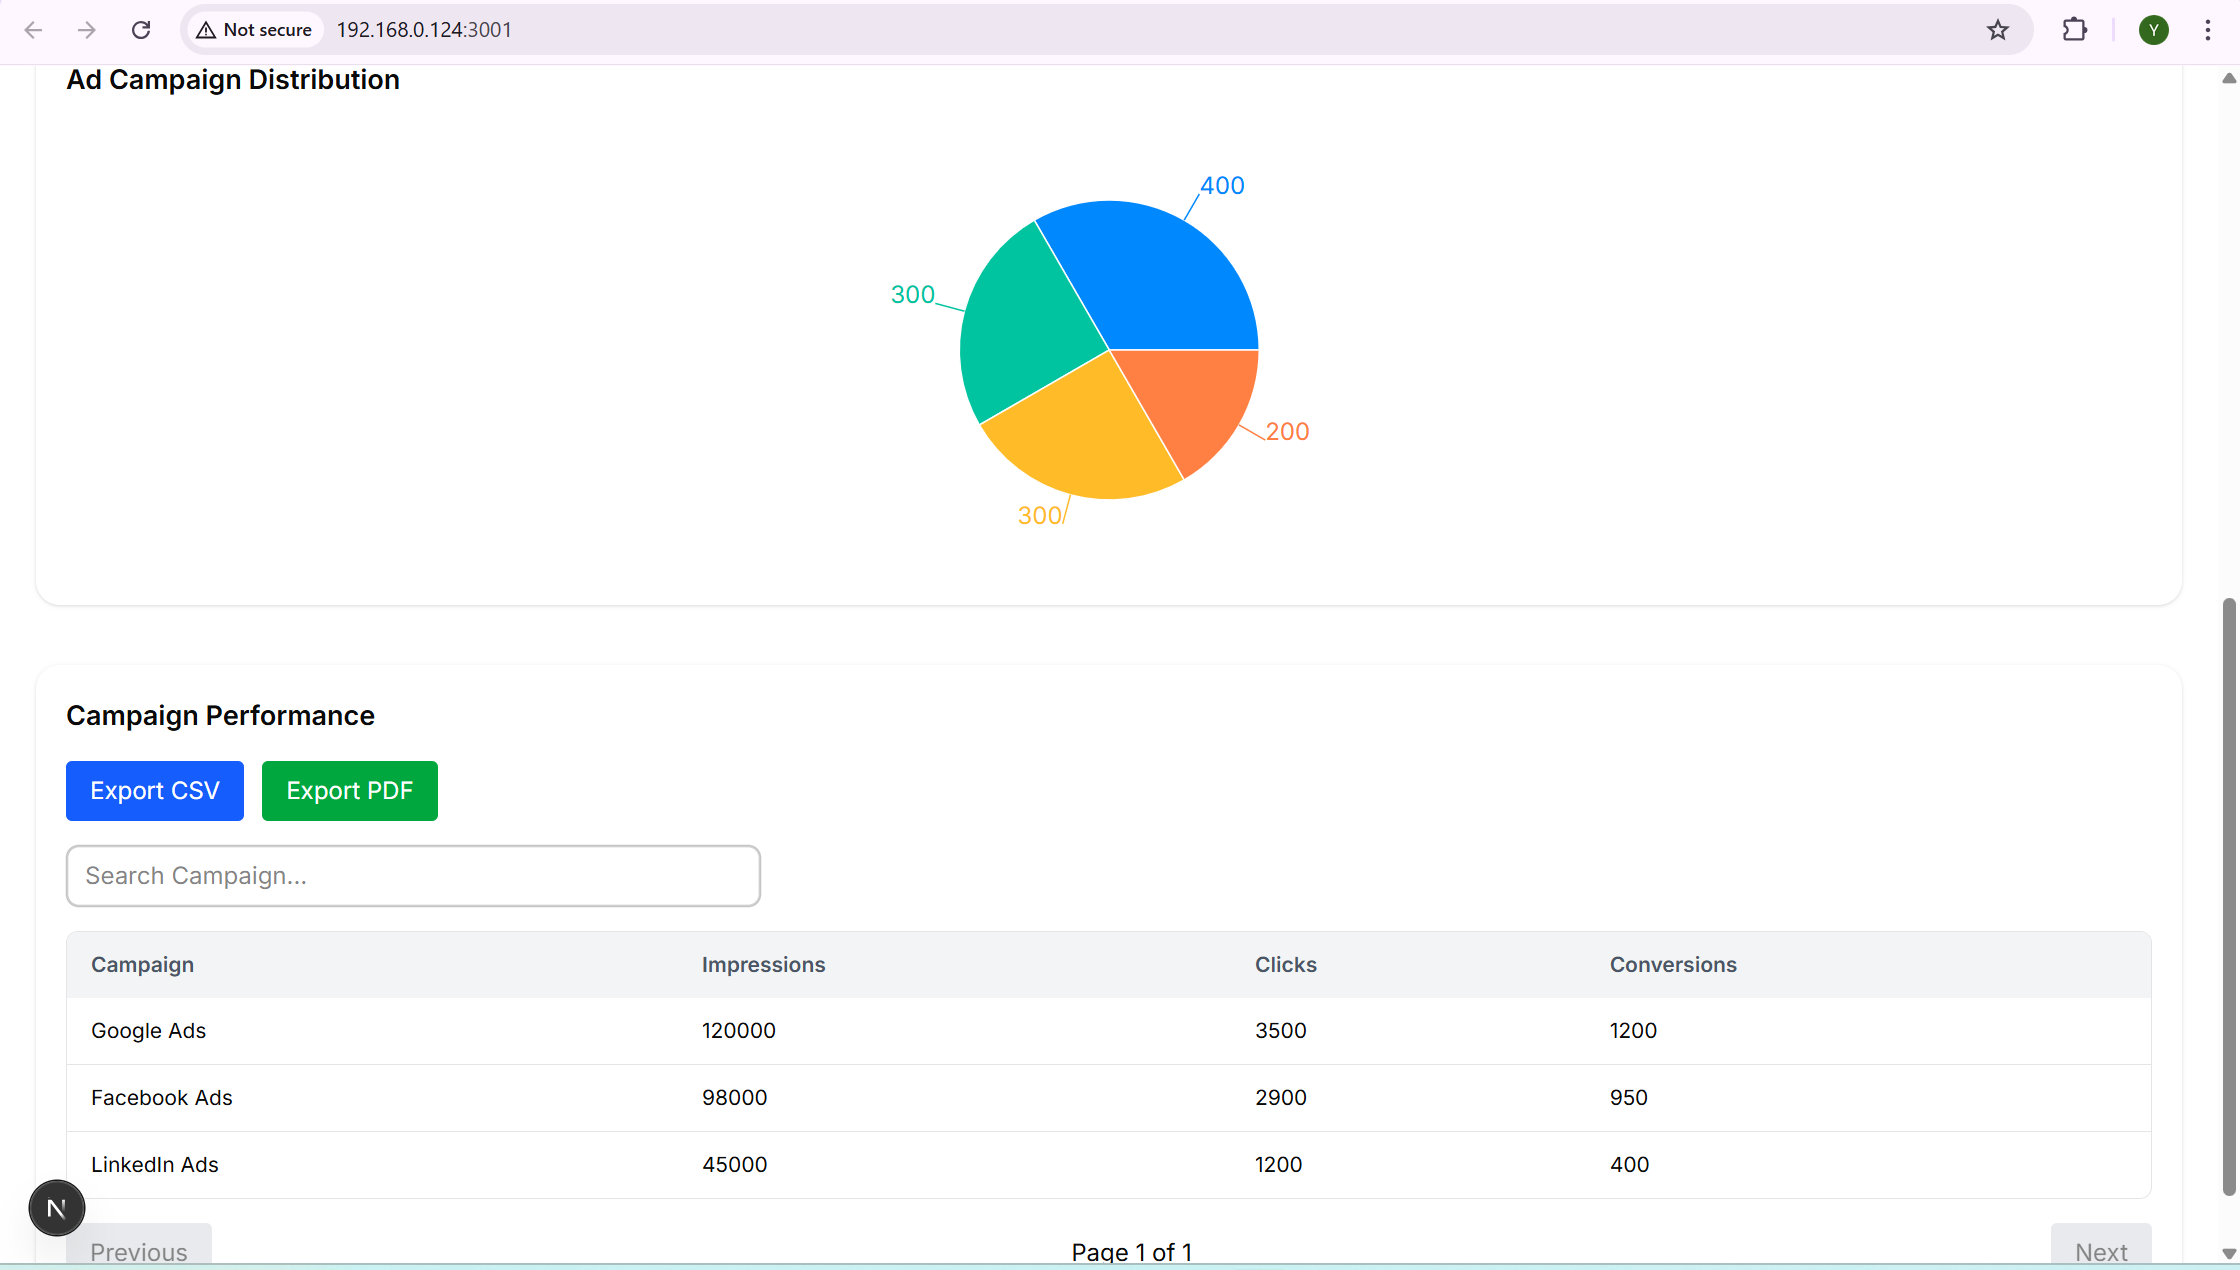 Not secure 192.168.0.124:3001 Y
Ad Campaign Distribution
400
300
200
300
Campaign Performance
Export CSV Export PDF
Search Campaign...
Campaign Impressions Clicks Conversions
Google Ads 120000 3500 1200
Facebook Ads 98000 2900 950
LinkedIn Ads 45000 1200 400
N
Previous Page 1 of 1 Next